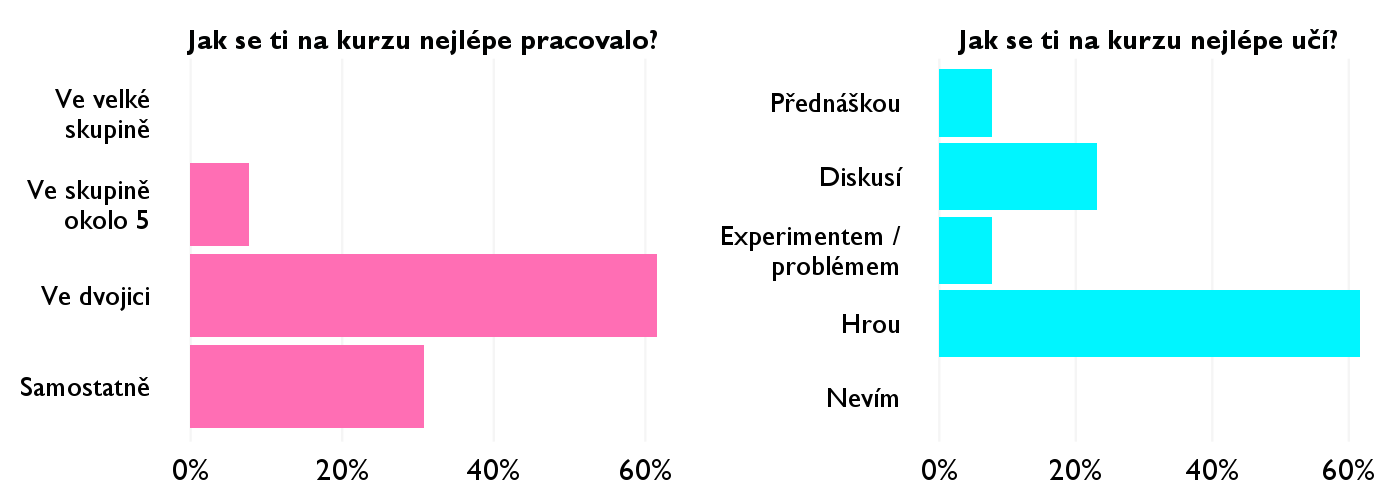 Jak se ti na kurzu nejlépe pracovalo?
Ve velké
skupině
Ve skupině
okolo 5
Ve dvojici
Samostatně
0% 20% 40% 60%
Jak se ti na kurzu nejlépe učí?
Přednáškou
Diskusí
Experimentem /
problémem
Hrou
Nevím
0% 20% 40% 60%